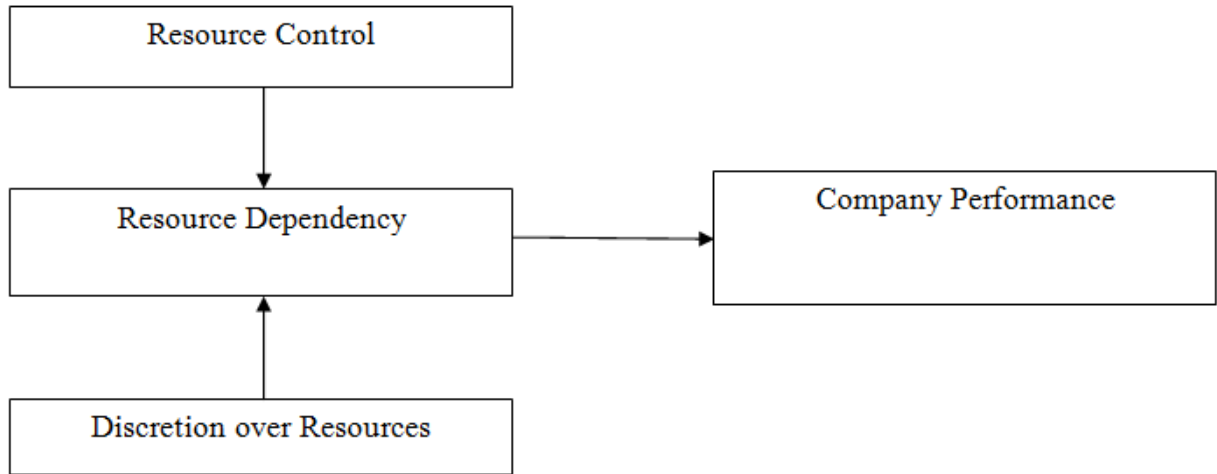 Resource Control
Resource Dependency
Company Performance
Discretion over Resources